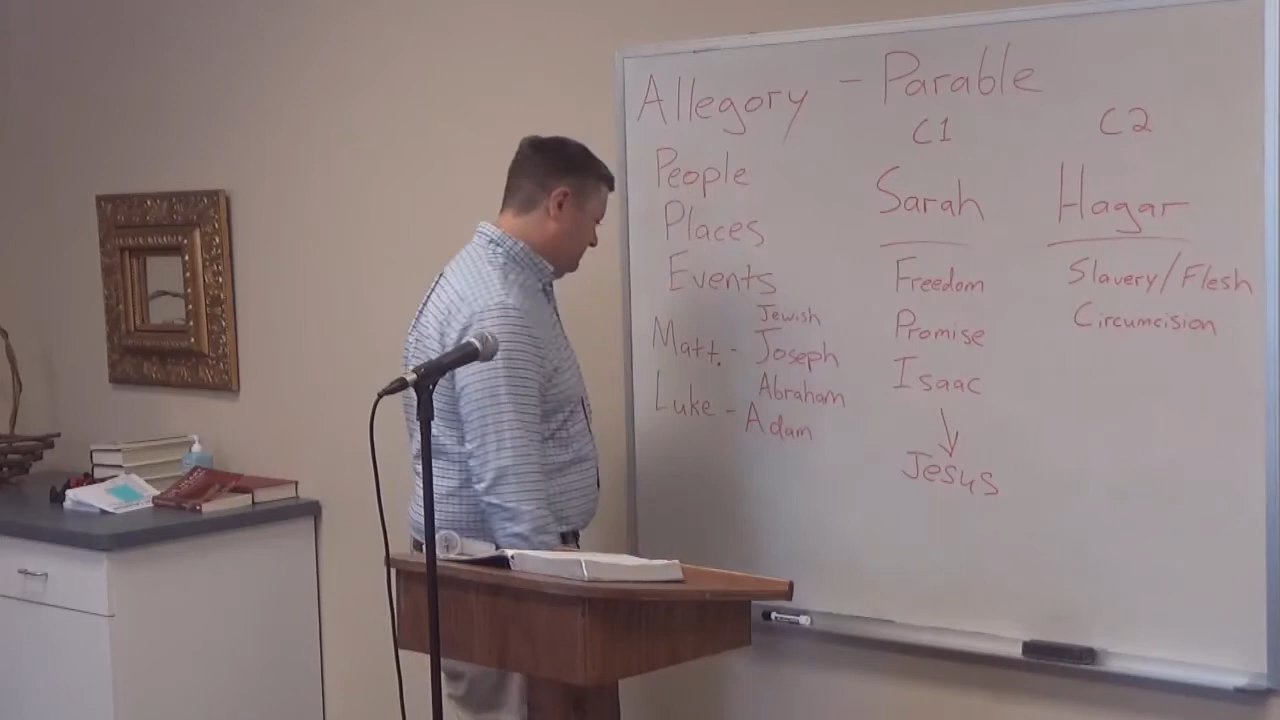 Allegory - Parable
People
Places
Events
Jewish
Matt. - Joseph
Abraham
Luke - Adam
C1
Sarah
Freedom
Promise
Isaac
Jesus
C2
Hagar
Slavery/Flesh
Circumcision